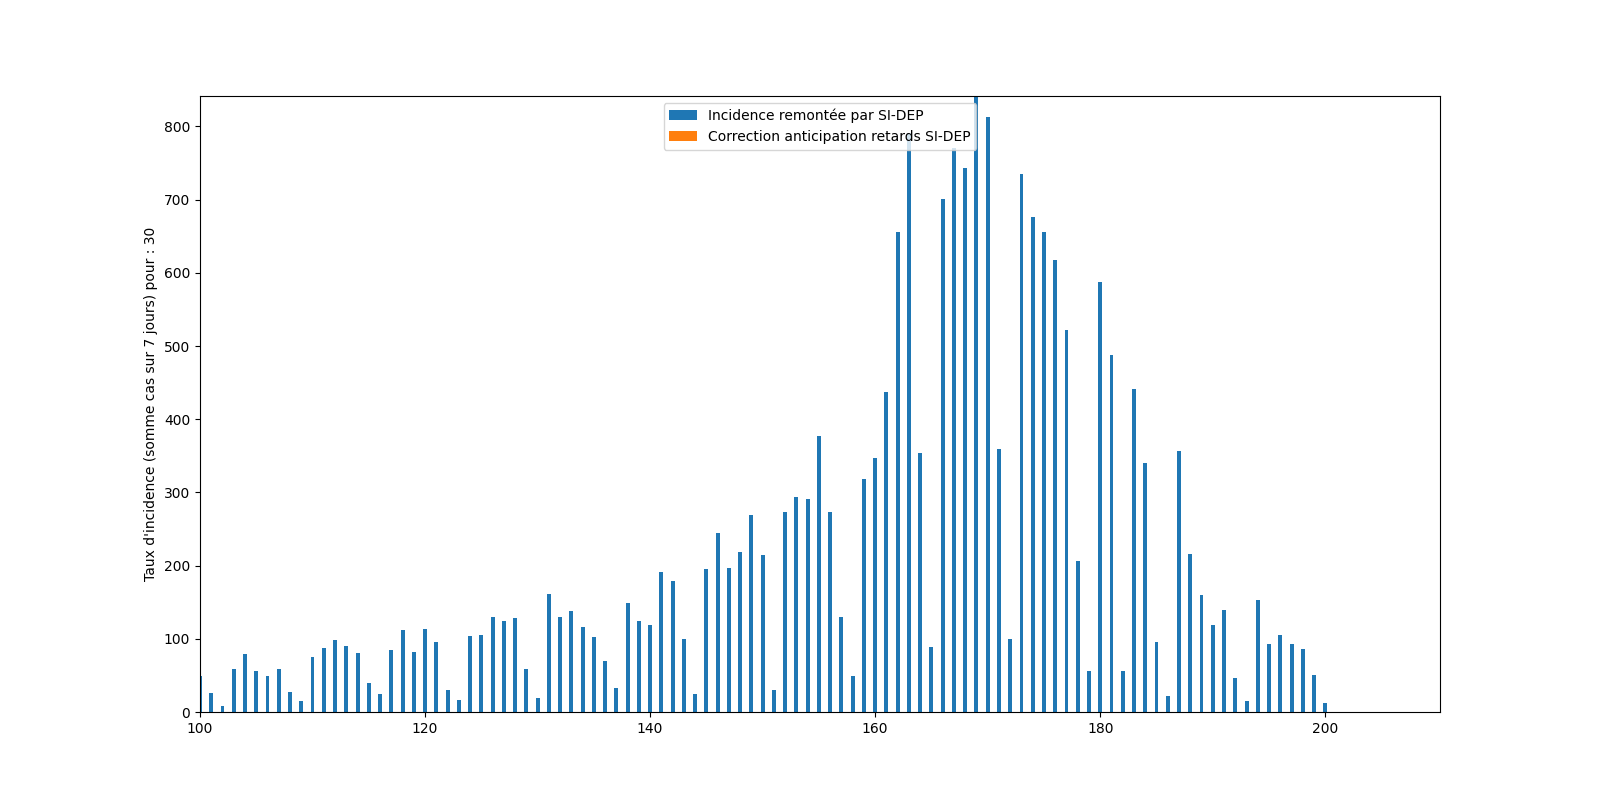 Incidence remontée par SI-DEP
Correction anticipation retards SI-DEP
Taux d'incidence (somme cas sur 7 jours) pour : 30
800
700
600
500
400
300
200
100
0
100 120 140 160 180 200